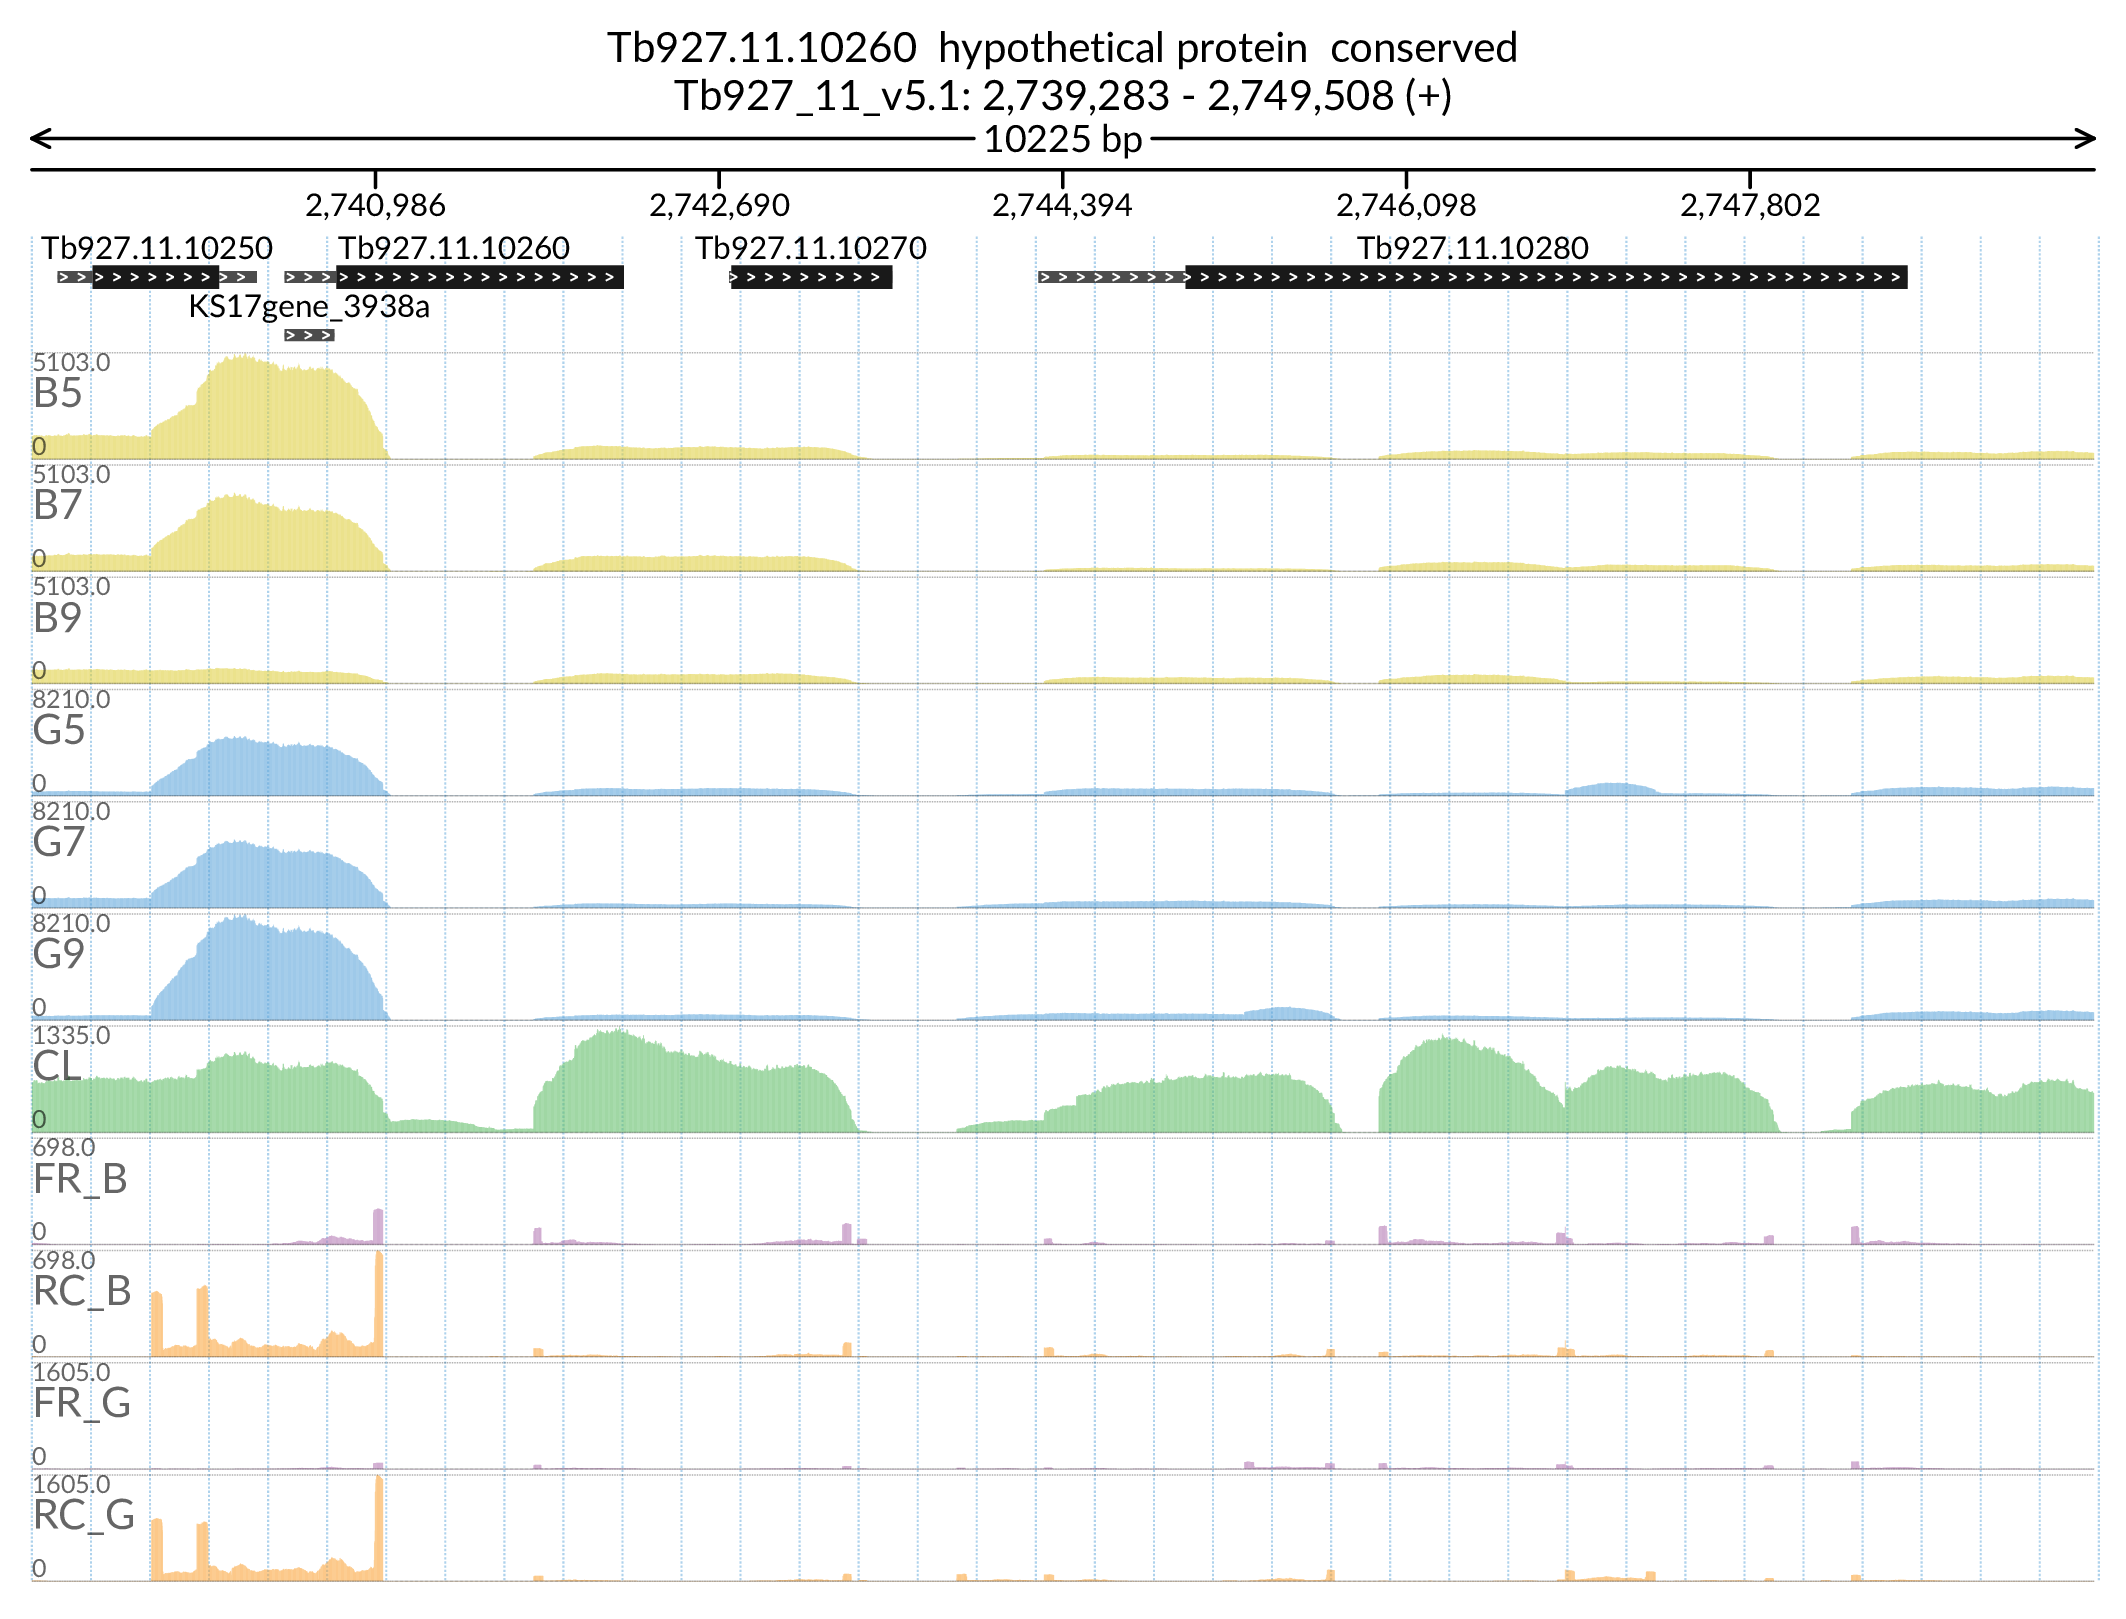 Tb927.11.10260 hypothetical protein conserved
Tb927_11_v5.1: 2,739,283 - 2,749,508 (+)
10225 bp
2,740,986 2,742,690 2,744,394 2,746,098 2,747,802
Tb927.11.10250 Tb927.11.10260 Tb927.11.10270 Tb927.11.10280
KS17gene_3938a
5103.0
B5
0
5103.0
B7
0
5103.0
B9
0
8210.0
G5
0
8210.0
G7
0
8210.0
G9
0
1335.0
CL
0
698.0
FR_B
0
698.0
RC_B
0
1605.0
FR_G
0
1605.0
RC_G
0